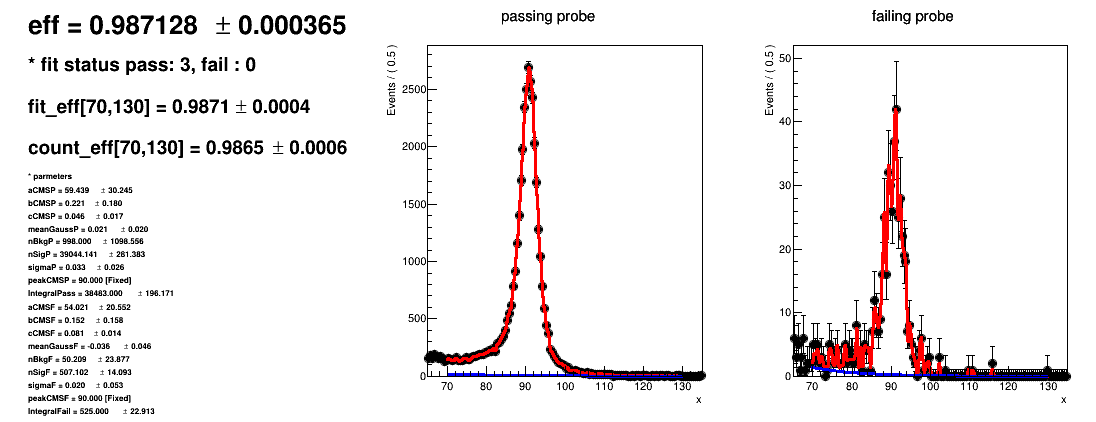 eff = 0.987128 ± 0.000365
* fit status pass: 3, fail : 0
fit_eff[70,130] = 0.9871 ± 0.0004
count_eff[70,130] = 0.9865 ± 0.0006
* parmeters
aCMSP = 59.439 ± 30.245
bCMSP = 0.221 ± 0.180
cCMSP = 0.046 ± 0.017
meanGaussP = 0.021 ± 0.020
nBkgP = 998.000 ± 1098.556
nSigP = 39044.141 ± 281.383
sigmaP = 0.033 ± 0.026
peakCMSP = 90.000 [Fixed]
IntegralPass = 38483.000 ± 196.171
aCMSF = 54.021 ± 20.552
bCMSF = 0.152 ± 0.158
cCMSF = 0.081 ± 0.014
meanGaussF = -0.036 ± 0.046
nBkgF = 50.209 ± 23.877
nSigF = 507.102 ± 14.093
sigmaF = 0.020 ± 0.053
peakCMSF = 90.000 [Fixed]
IntegralFail = 525.000 ± 22.913
passing probe
Events / ( 0.5 )
2500
2000
1500
1000
500
0
70 80 90 100 110 120 130
x
failing probe
Events / ( 0.5 )
50
40
30
20
10
0
70 80 90 100 110 120 130
x